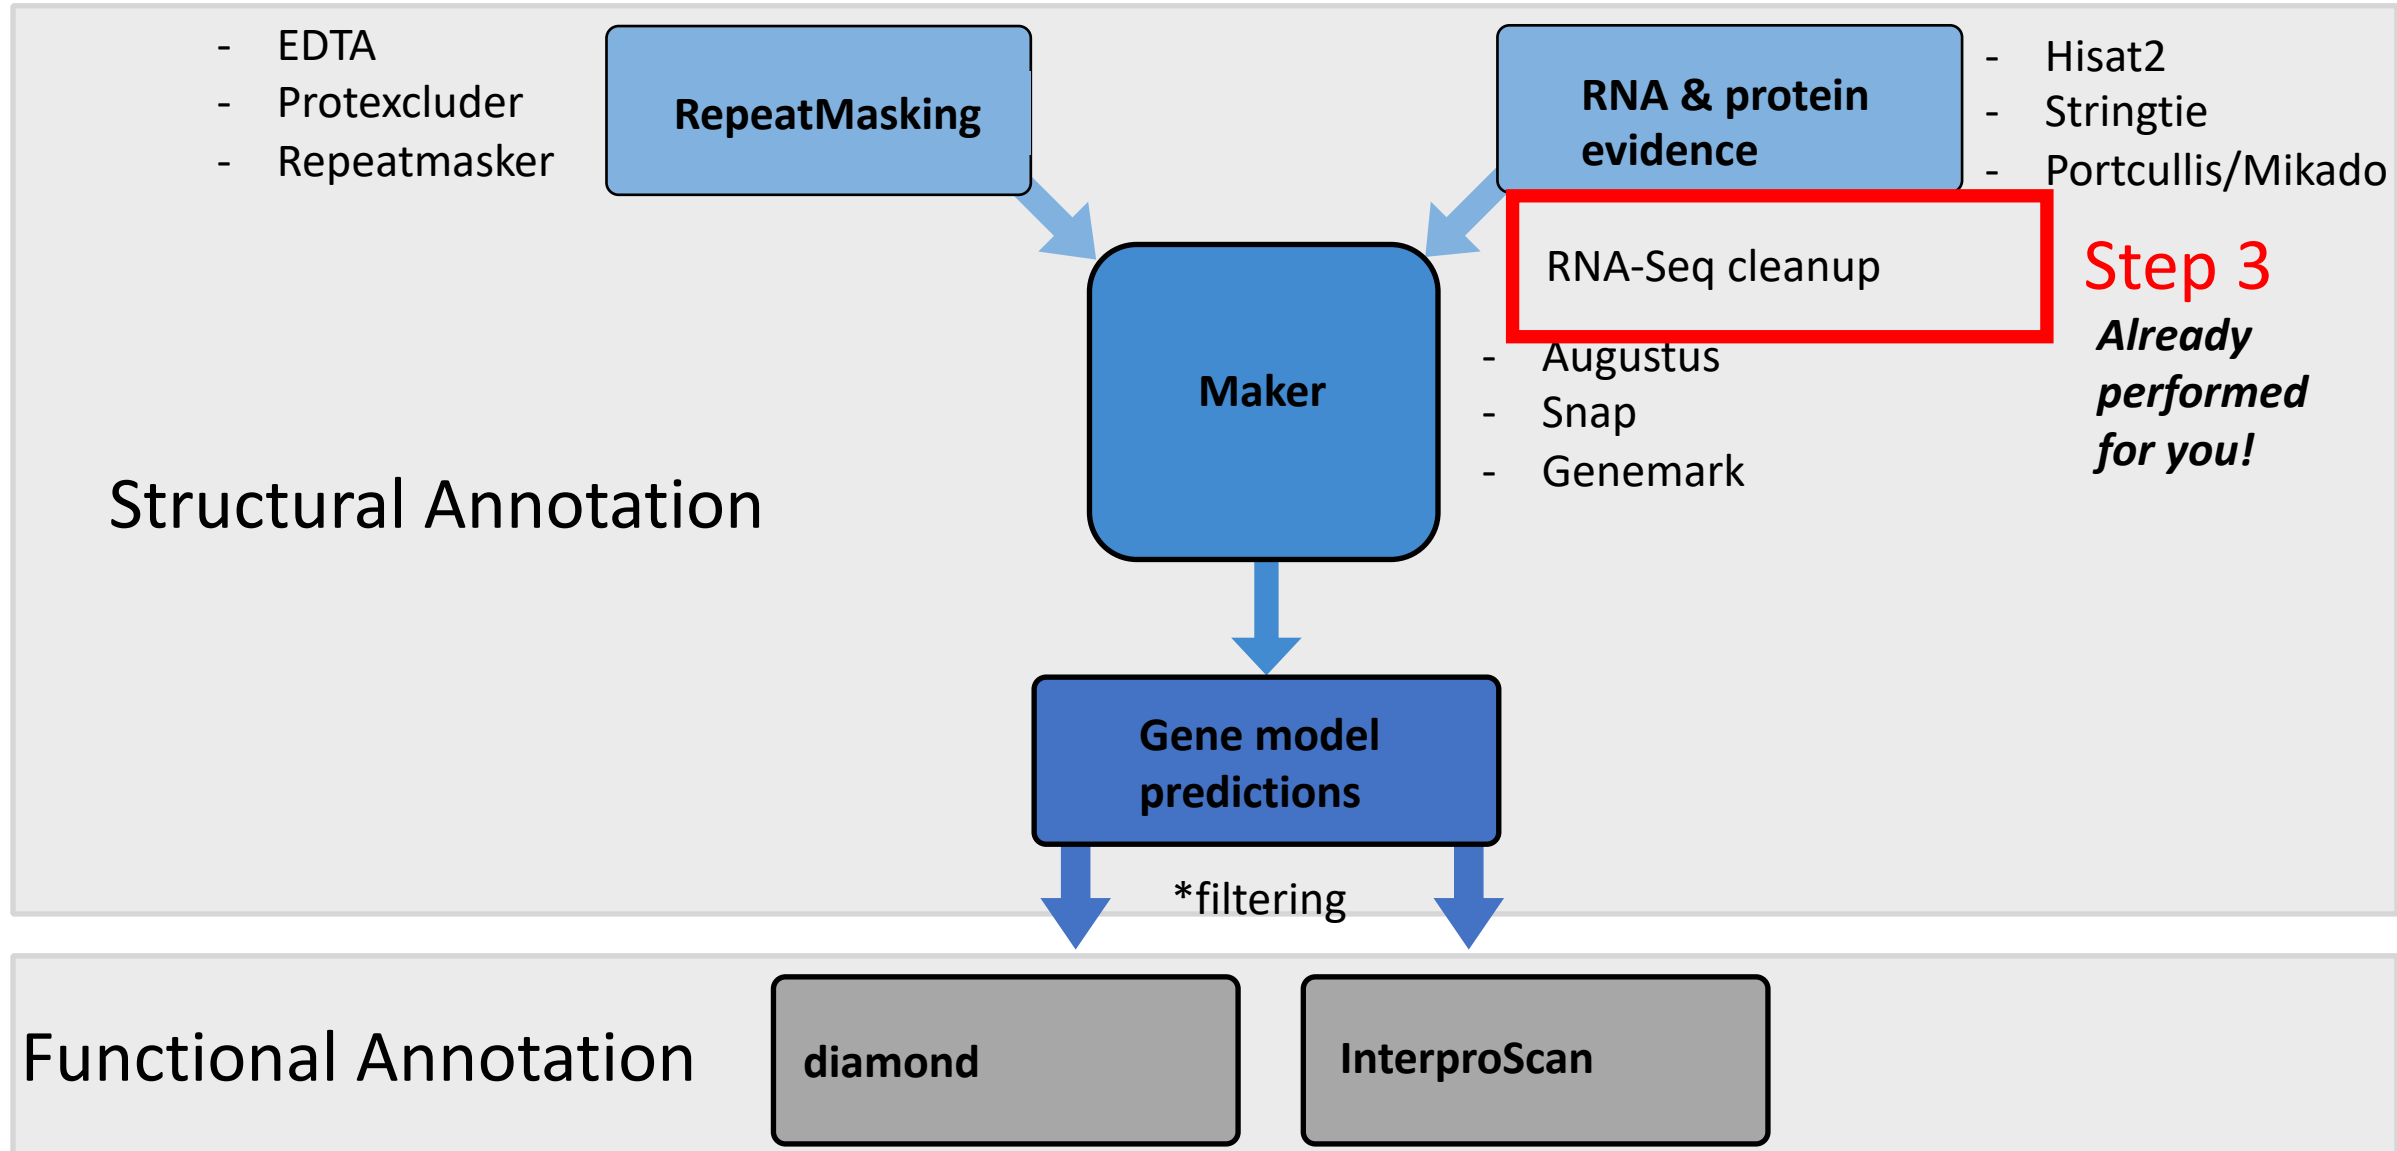 - EDTA
- Protexcluder
- Repeatmasker
RepeatMasking
RNA & protein
evidence
- Hisat2
- Stringtie
- Portcullis/Mikado
RNA-Seq cleanup
Step 3
Already
performed
for you!
Maker
- Augustus
- Snap
- Genemark
Structural Annotation
Gene model
predictions
*filtering
Functional Annotation
diamond
InterproScan